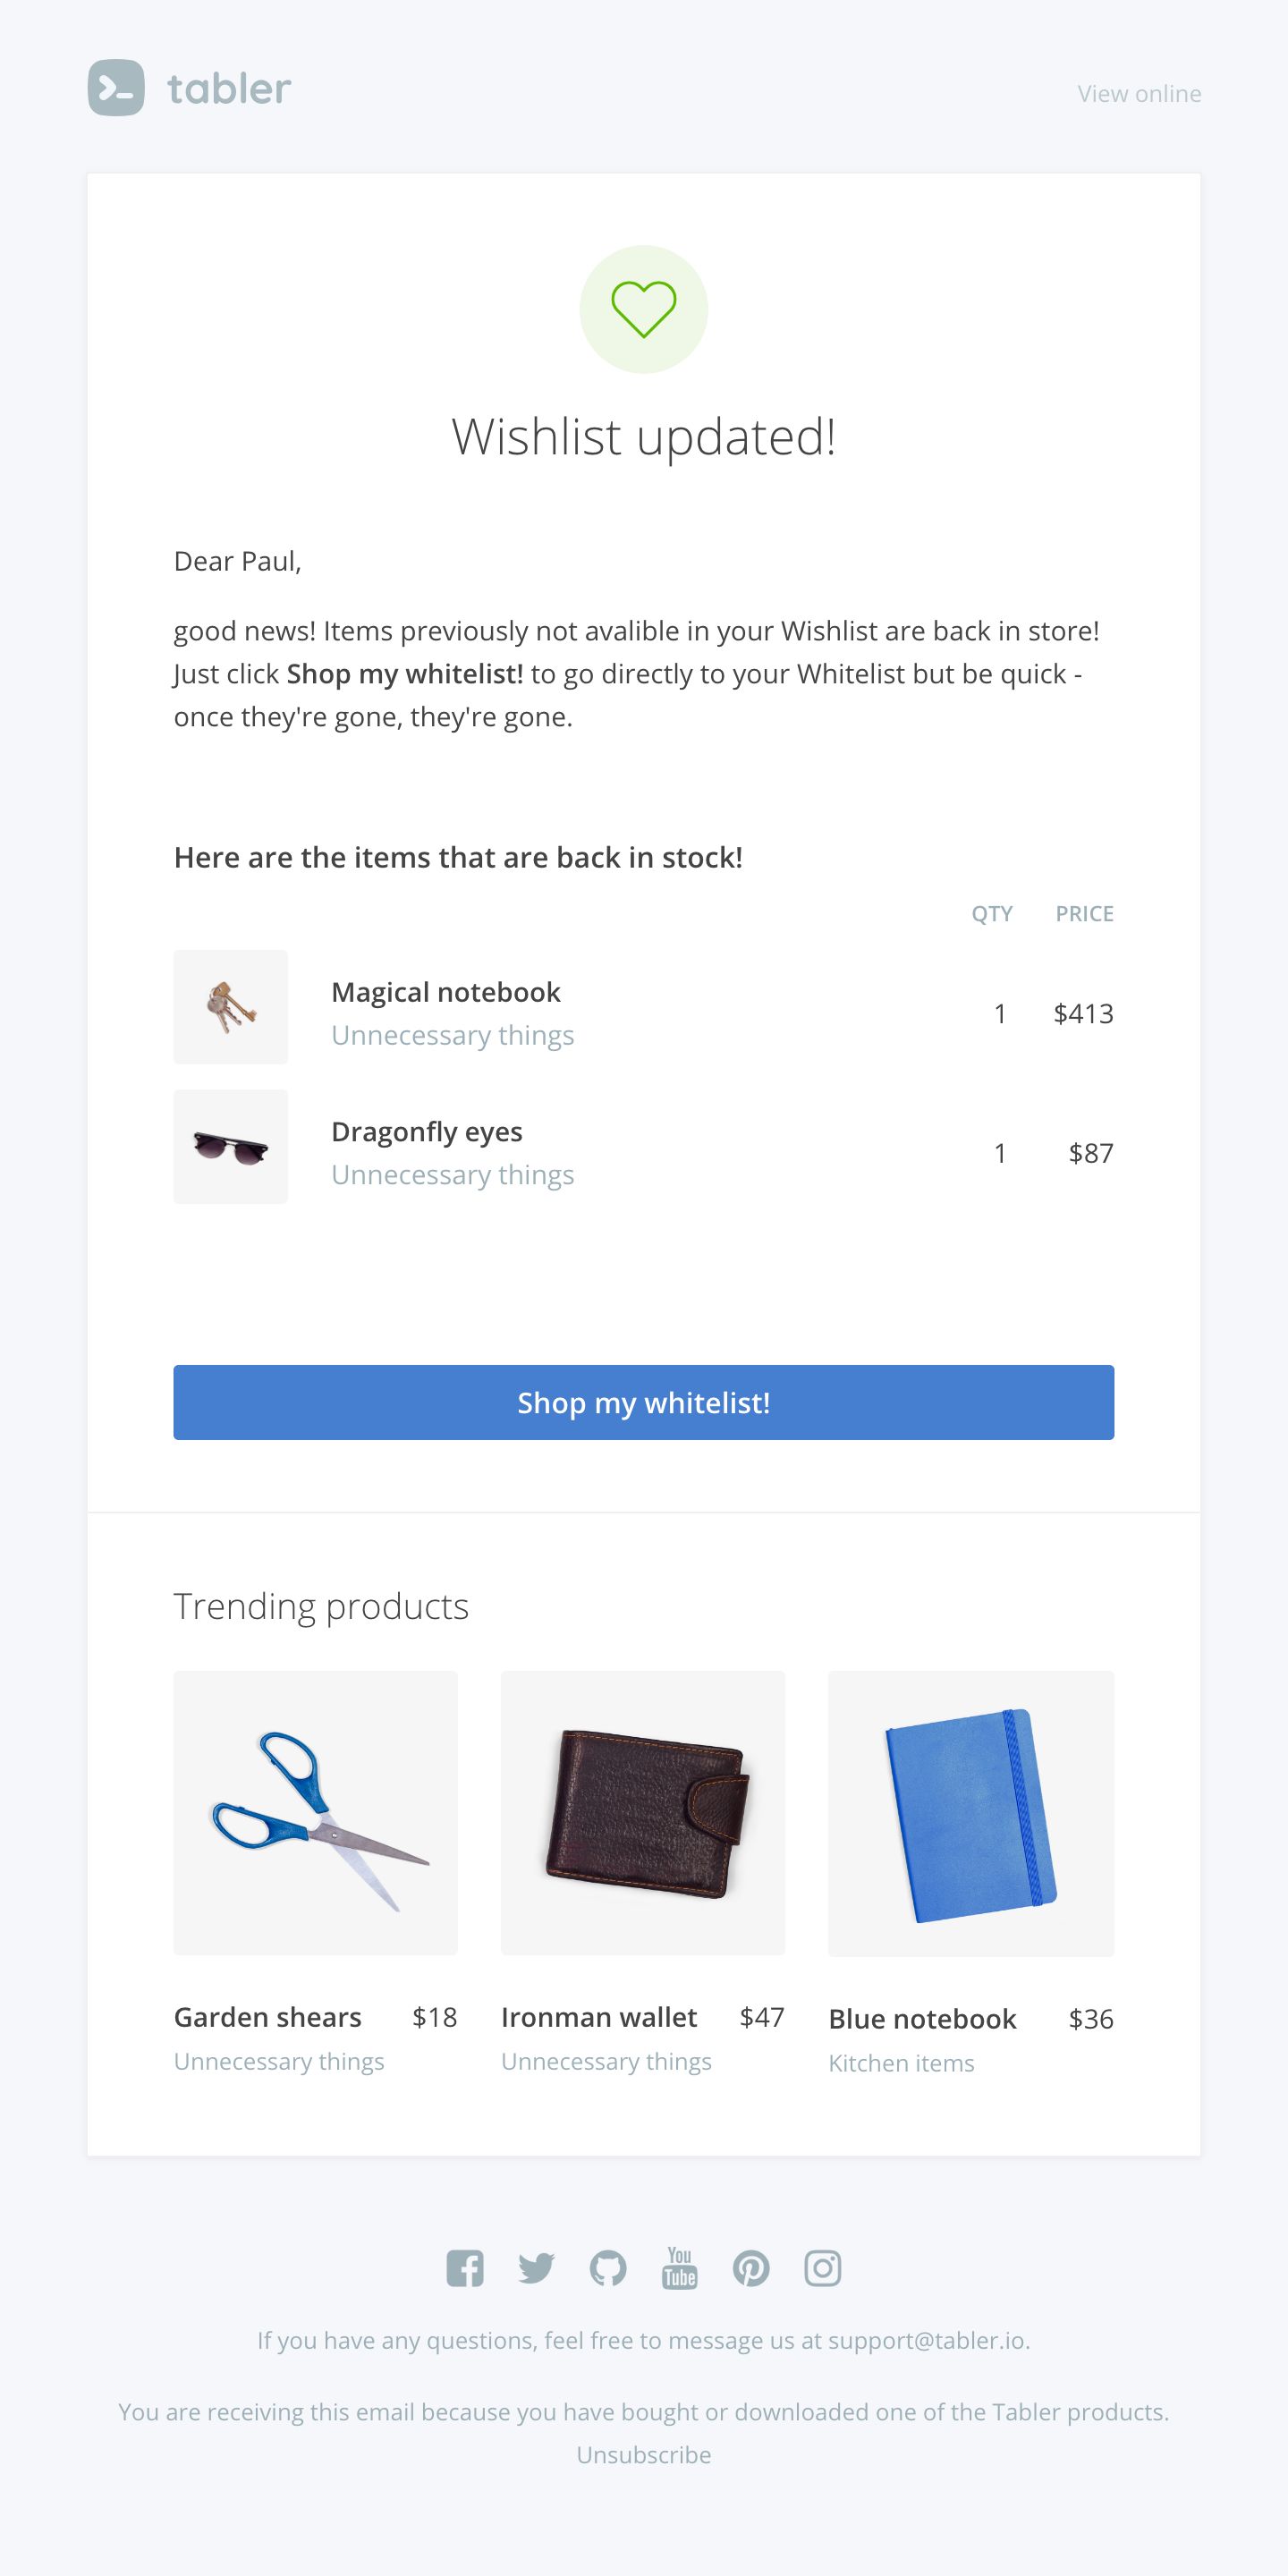 tabler
View online
Wishlist updated!
Dear Paul,
good news! Items previously not avalible in your Wishlist are back in store!
Just click Shop my whitelist! to go directly to your Whitelist but be quick -
once they're gone, they're gone.
Here are the items that are back in stock!
QTY PRICE
Magical notebook
Unnecessary things
1 $413
Dragonfly eyes
Unnecessary things
1 $87
Shop my whitelist!
Trending products
Garden shears $18
Unnecessary things
Ironman wallet $47
Unnecessary things
Blue notebook $36
Kitchen items
You
Tube
If you have any questions, feel free to message us at support@tabler.io.
You are receiving this email because you have bought or downloaded one of the Tabler products.
Unsubscribe